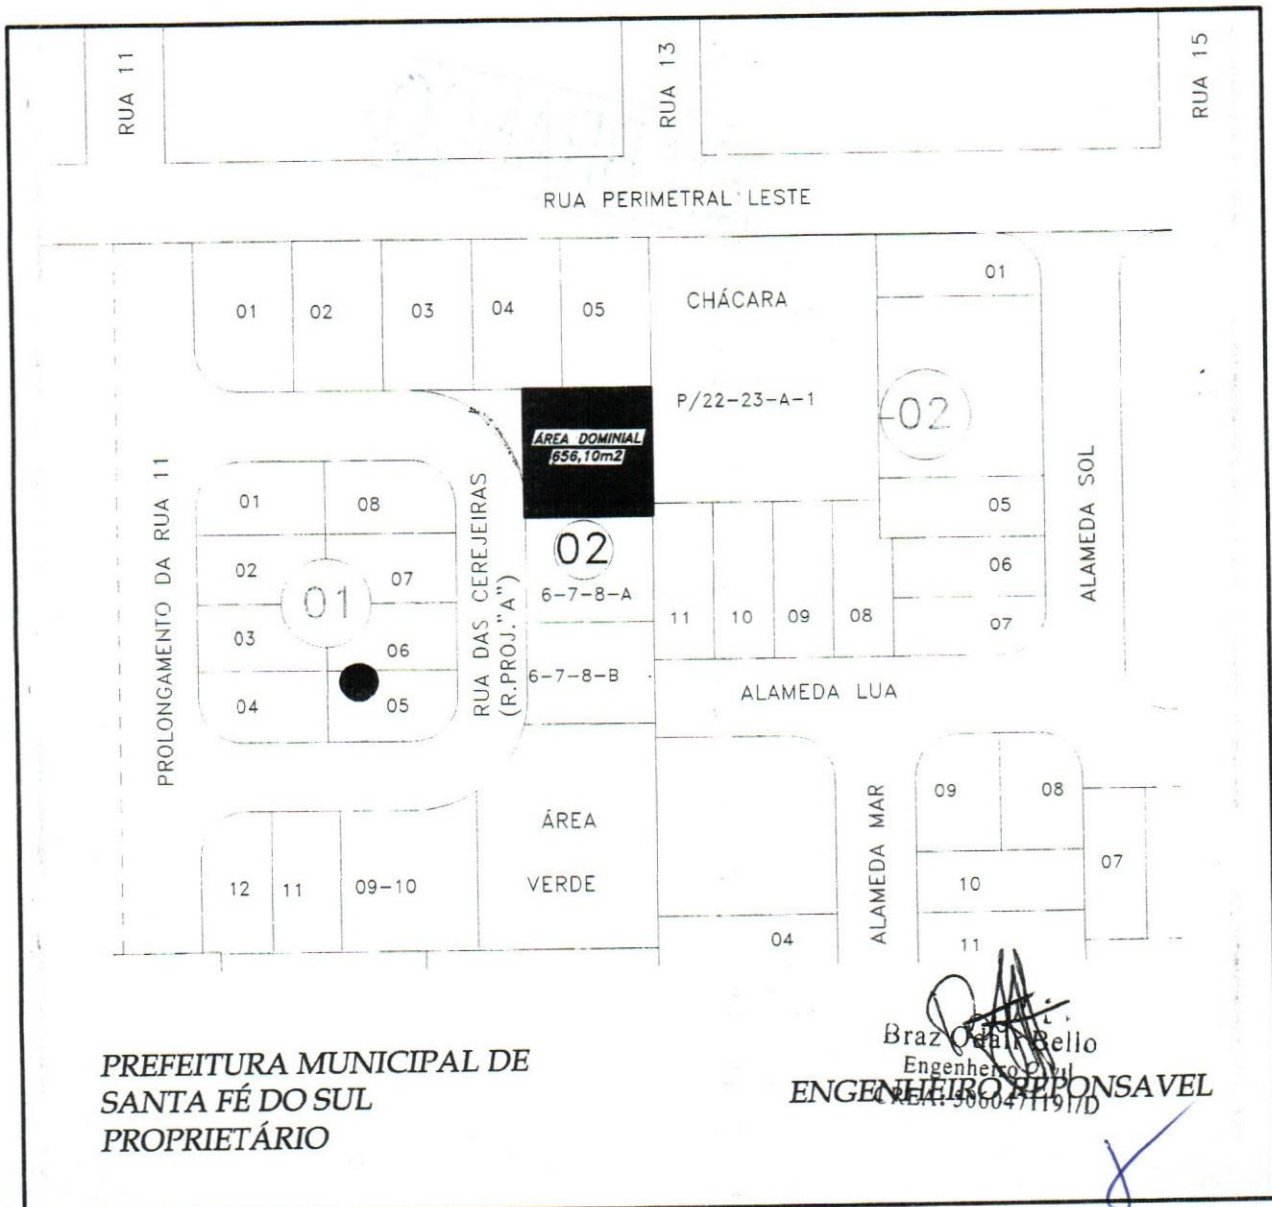 RUA 11
RUA 13
RUA 15
RUA PERIMETRAL LESTE
01
02
03
04
05
CHÁCARA
P/22-23-A-1
01
02
ÁREA DOMINIAL
656,10m2
PROLONGAMENTO DA RUA 11
01
08
02
07
01
03
06
04
05
RUA DAS CEREJEIRAS
(R.PROJ."A")
02
6-7-8-A
6-7-8-B
11
10
09
08
05
06
07
ALAMEDA SOL
ALAMEDA LUA
ÁREA
VERDE
12
11
09-10
04
ALAMEDA MAR
09
08
10
11
07
PREFEITURA MUNICIPAL DE
SANTA FÉ DO SUL
PROPRIETÁRIO
Braz Odair Bello
Engenheiro Civil
ENGENHEIRO REPONSAVEL
CREA: